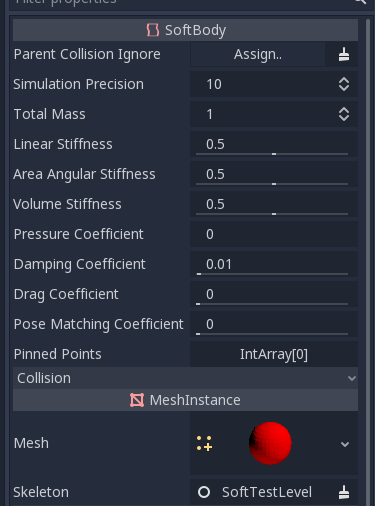 Filter properties
SoftBody
Parent Collision Ignore Assign..
Simulation Precision 10
Total Mass 1
Linear Stiffness 0.5
Area Angular Stiffness 0.5
Volume Stiffness 0.5
Pressure Coefficient 0
Damping Coefficient 0.01
Drag Coefficient 0
Pose Matching Coefficient 0
Pinned Points IntArray[0]
Collision
MeshInstance
Mesh
Skeleton SoftTestLevel